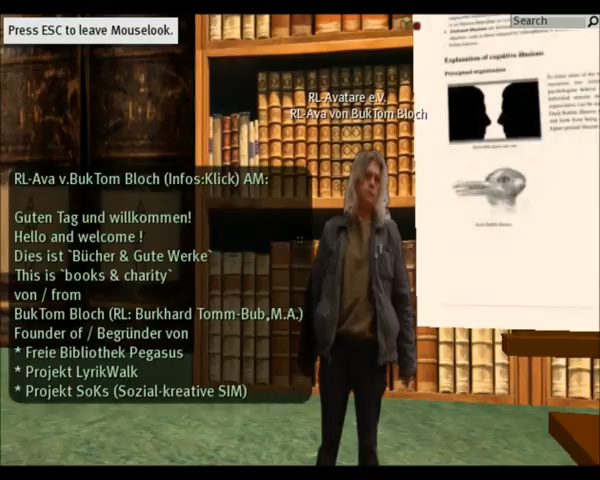 Press ESC to leave Mouselook.
Search
Explanation of cognitive illusions
Perceptual organization
RL-Avatare e.V.
RL-Ava von BukTom Bloch
RL-Ava v.BukTom Bloch (Infos:Klick) AM:
Guten Tag und willkommen!
Hello and welcome !
Dies ist `Bücher & Gute Werke`
This is `books & charity`
von / from
BukTom Bloch (RL: Burkhard Tomm-Bub,M.A.)
Founder of / Begründer von
* Freie Bibliothek Pegasus
* Projekt LyrikWalk
* Projekt SoKs (Sozial-kreative SIM)